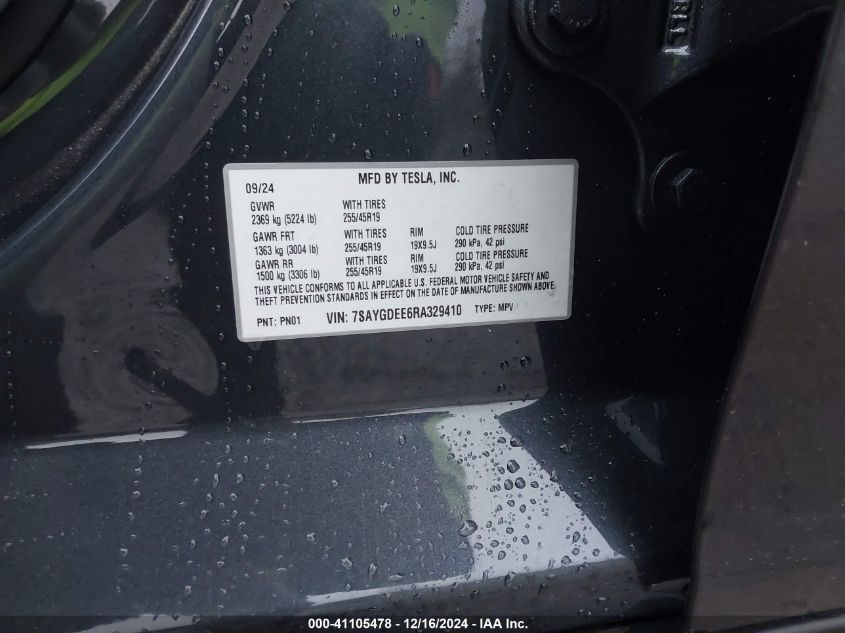 MFD BY TESLA, INC.
09/24
GVWR WITH TIRES
2369 kg (5224 lb) 255/45R19
GAWR FRT WITH TIRES RIM COLD TIRE PRESSURE
1363 kg (3004 lb) 255/45R19 19X9.5J 290 kPa, 42 psi
GAWR RR WITH TIRES RIM COLD TIRE PRESSURE
1500 kg (3306 lb) 255/45R19 19X9.5J 290 kPa, 42 psi
THIS VEHICLE CONFORMS TO ALL APPLICABLE U.S. FEDERAL MOTOR VEHICLE SAFETY AND
THEFT PREVENTION STANDARDS IN EFFECT ON THE DATE OF MANUFACTURE SHOWN ABOVE.
PNT: PN01 VIN: 7SAYGDEE6RA329410 TYPE: MPV
000-41105478 - 12/16/2024 - IAA Inc.